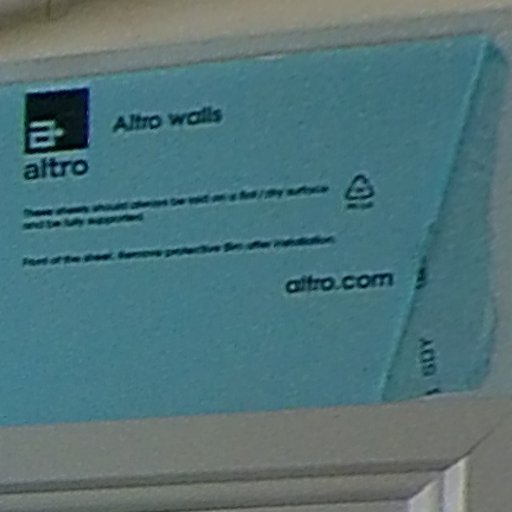 altro
Altro walls
These sheets should always be laid on a flat / dry surface
and be fully supported.
Front of the sheet. Remove protective film after installation.
altro.com